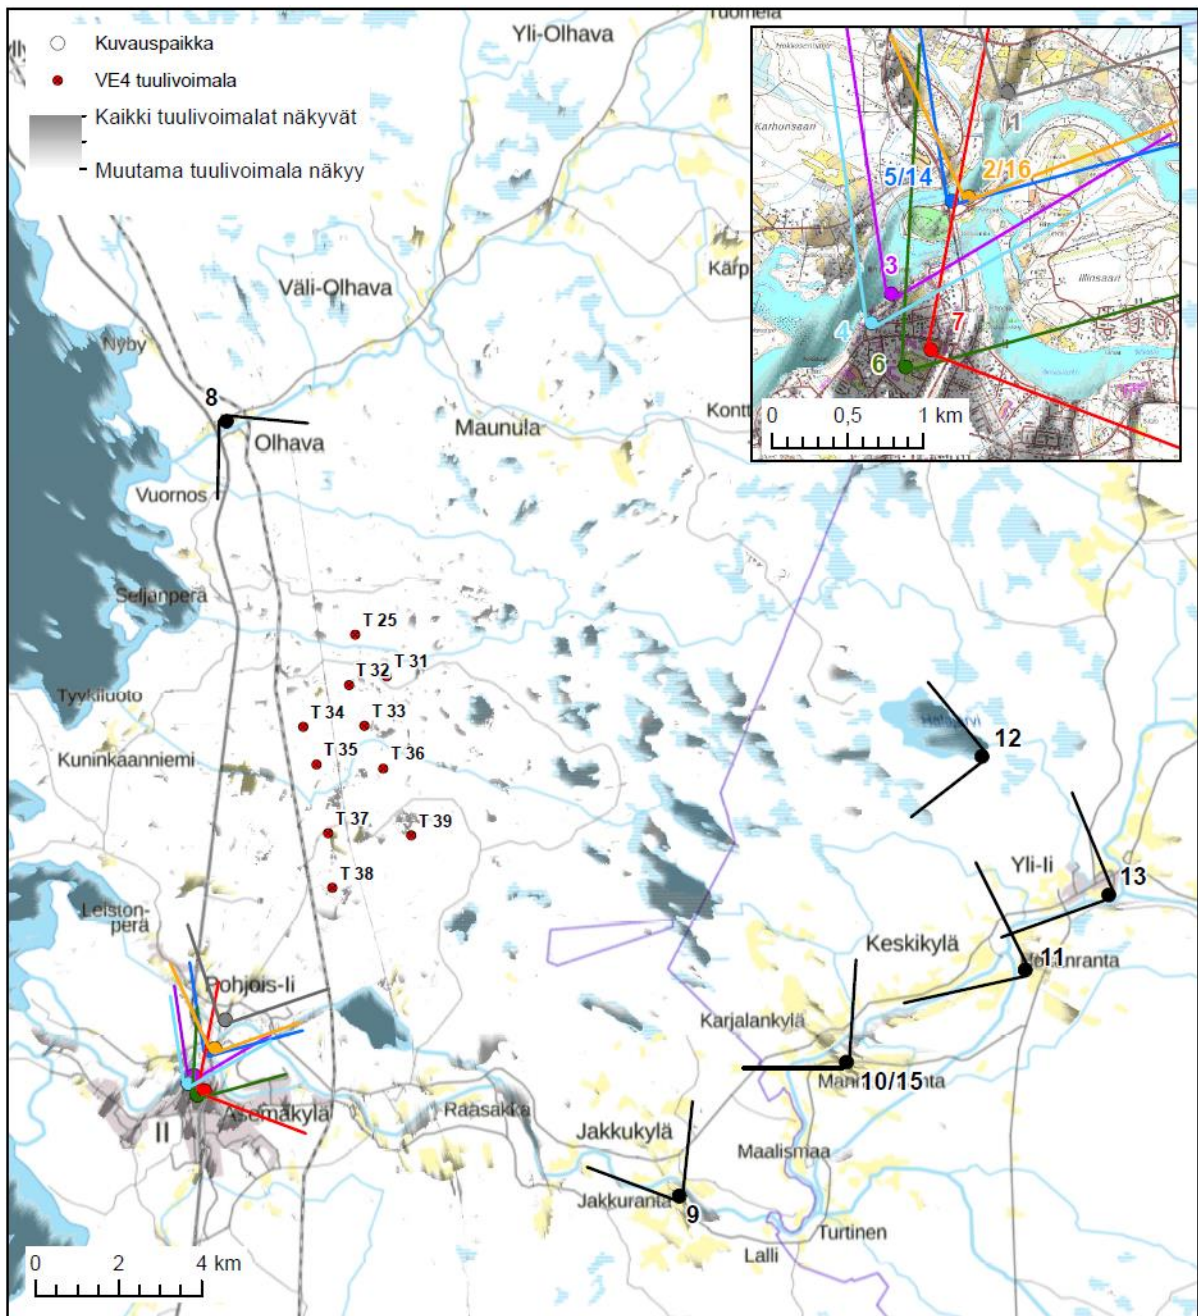 Tuomela
Yli-Olhava
Kuvauspaikka
VE4 tuulivoimala
Kaikki tuulivoimalat näkyvät
Muutama tuulivoimala näkyy
Karhunsaari
1
2/16
5/14
3
Illinsaari
4
7
6
0 0,5 1 km
Väli-Olhava
Nyby
8
Olhava
Maunula
Vuornos
Seljänperä
T 25
T 31
T 32
Tyykiluoto
T 34
T 33
T 35
T 36
Kuninkaanniemi
12
T 37
T 39
T 38
Yli-Ii
13
Leiston-
perä
Keskikylä
11
Pohjois-Ii
Karjalankylä
10/15
Asemakylä
Raasakka
II
Jakkukylä
Maalismaa
Jakkuranta
9
Turtinen
Lalli
0 2 4 km